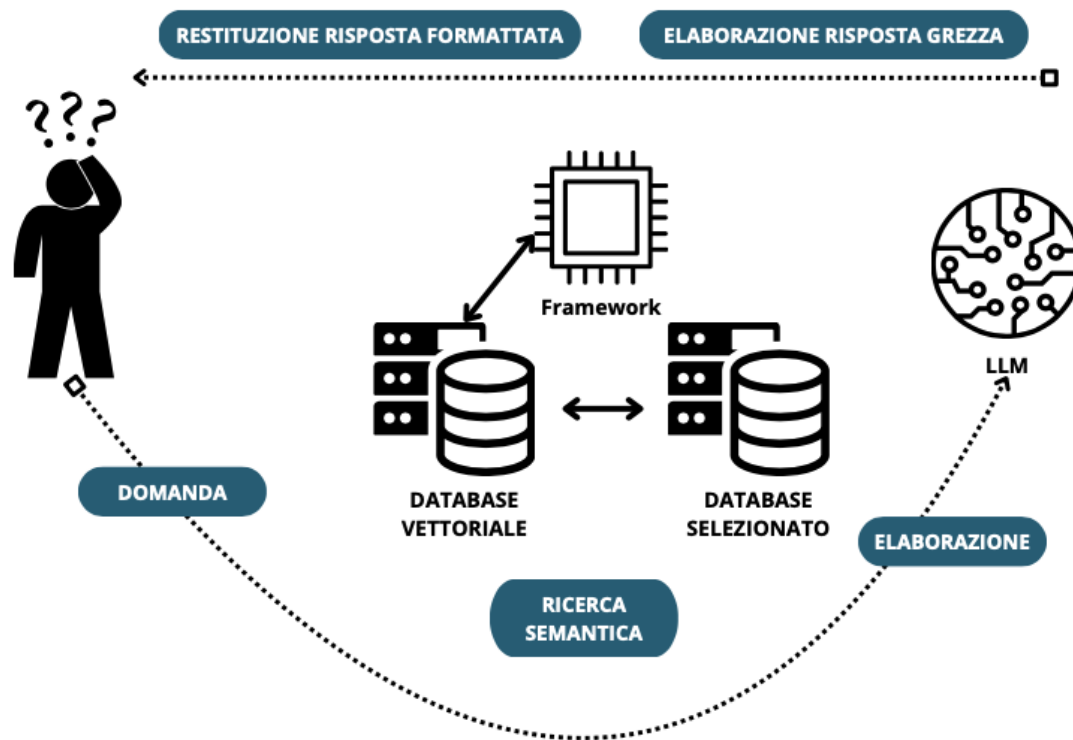 RESTITUZIONE RISPOSTA FORMATTATA
ELABORAZIONE RISPOSTA GREZZA
???
Framework
LLM
DOMANDA
DATABASE
VETTORIALE
DATABASE
SELEZIONATO
ELABORAZIONE
RICERCA
SEMANTICA